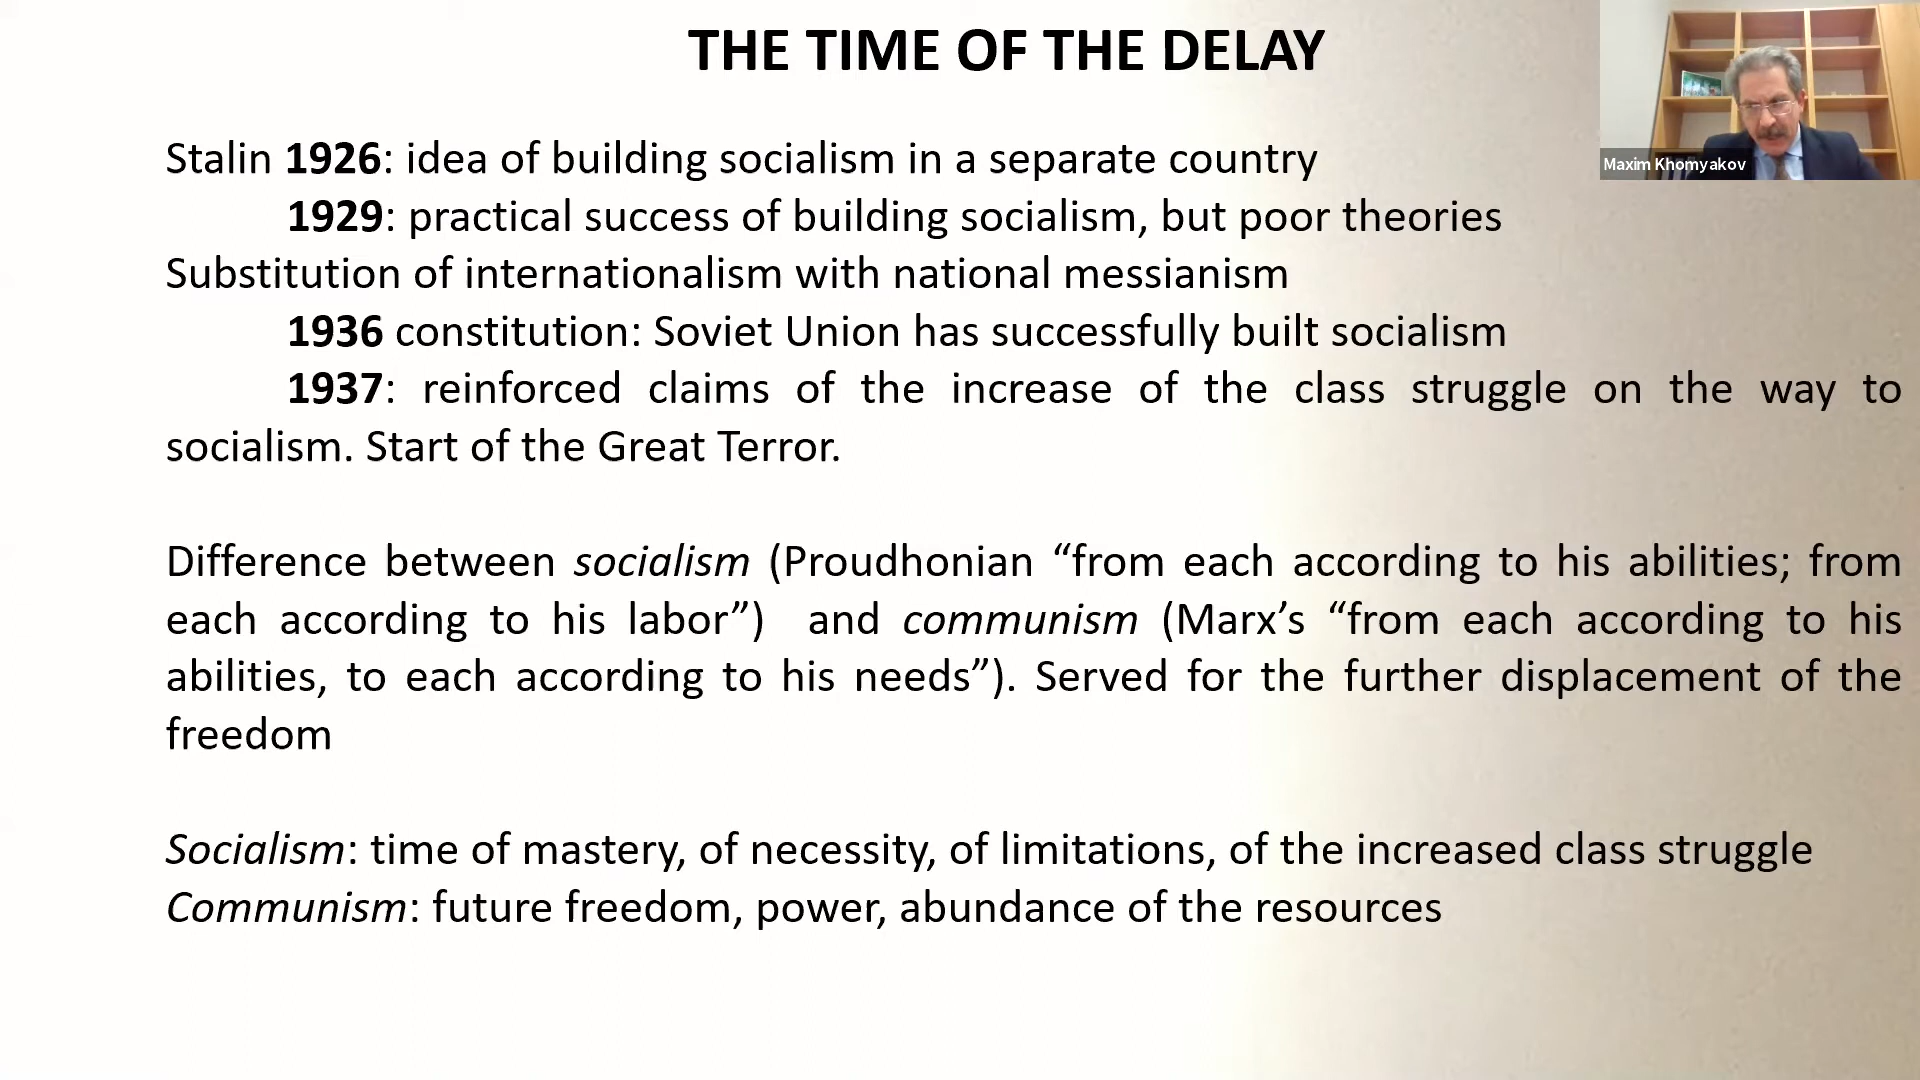 THE TIME OF THE DELAY
Maxim Khomyakov
Stalin 1926: idea of building socialism in a separate country
1929: practical success of building socialism, but poor theories
Substitution of internationalism with national messianism
1936 constitution: Soviet Union has successfully built socialism
1937: reinforced claims of the increase of the class struggle on the way to
socialism. Start of the Great Terror.
Difference between socialism (Proudhonian “from each according to his abilities; from
each according to his labor”) and communism (Marx’s “from each according to his
abilities, to each according to his needs”). Served for the further displacement of the
freedom
Socialism: time of mastery, of necessity, of limitations, of the increased class struggle
Communism: future freedom, power, abundance of the resources